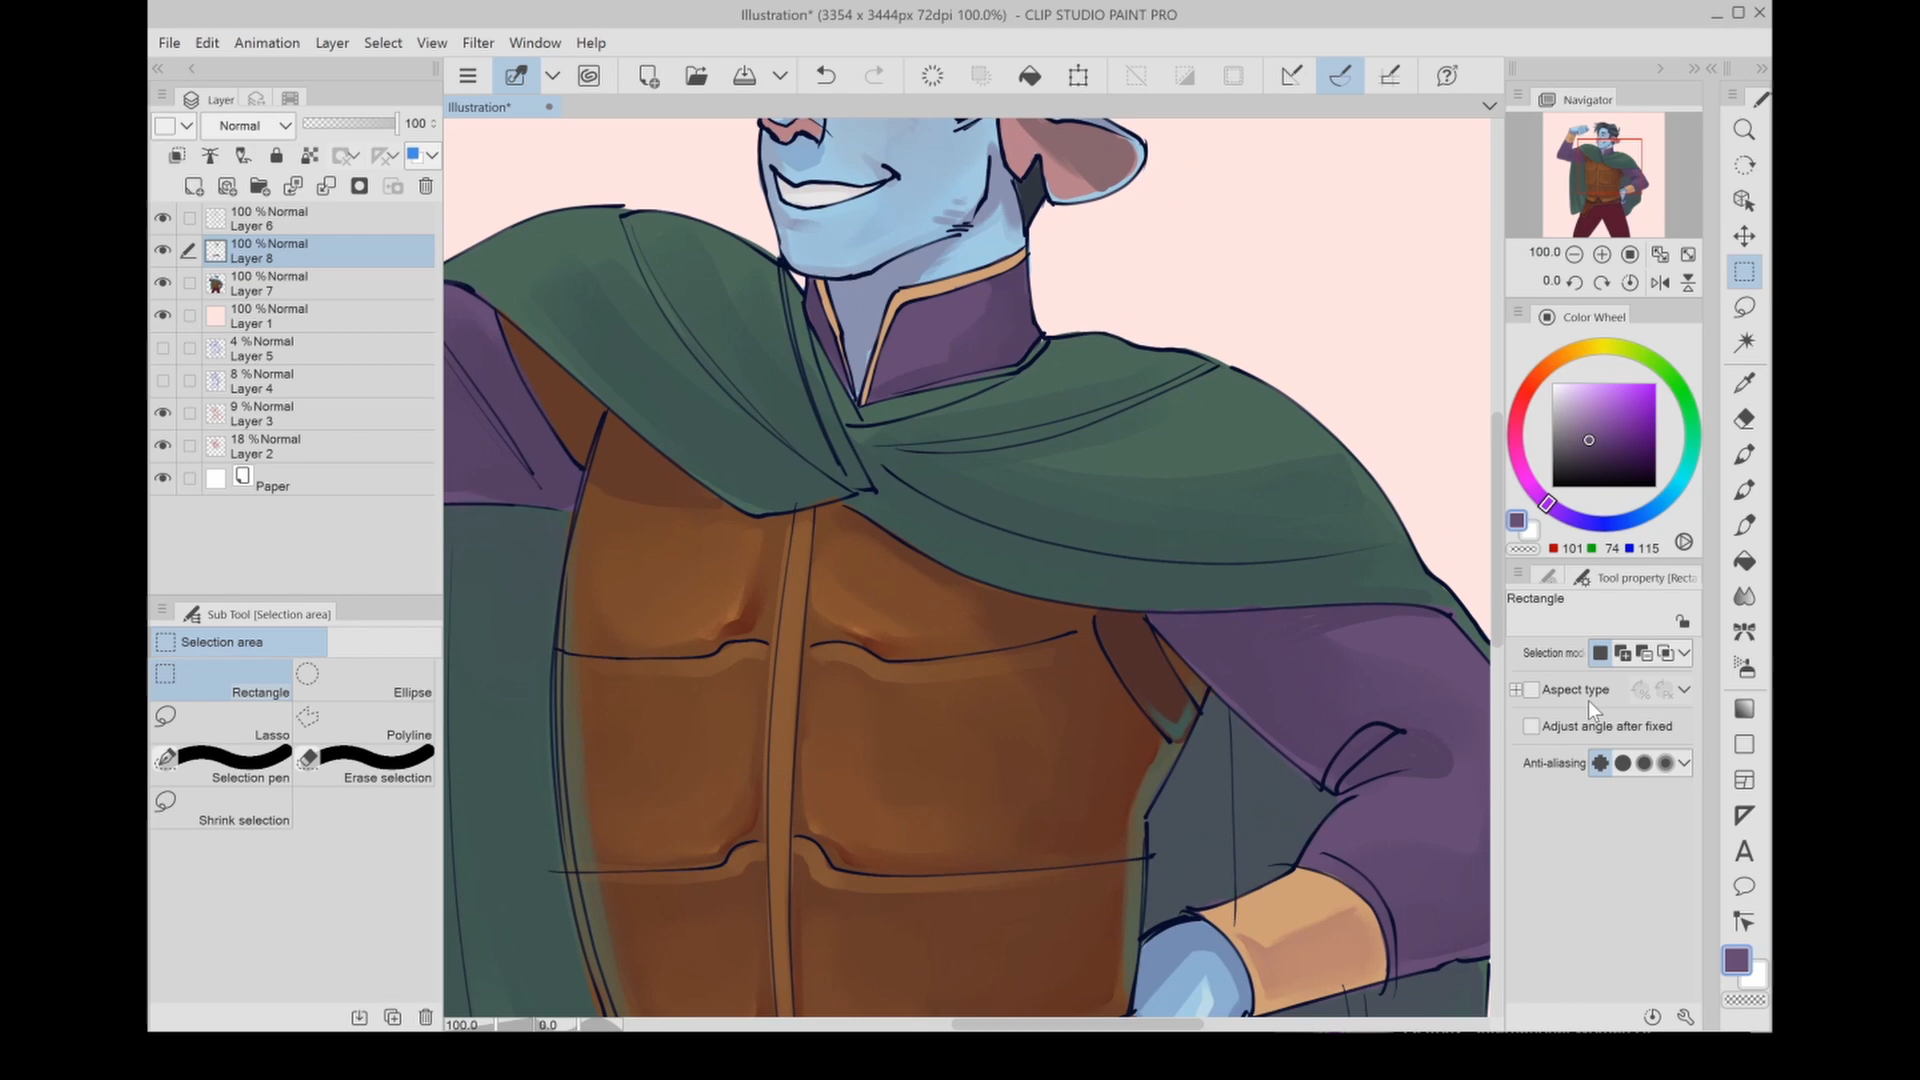 Illustration* (3354 x 3444px 72dpi 100.0%) - CLIP STUDIO PAINT PRO
File Edit Animation Layer Select View Filter Window Help
Illustration*
Layer
Normal 100
100 %Normal
Layer 6
100 %Normal
Layer 8
100 %Normal
Layer 7
100 %Normal
Layer 1
4 %Normal
Layer 5
8 %Normal
Layer 4
9 %Normal
Layer 3
18 %Normal
Layer 2
Paper
Sub Tool [Selection area]
Selection area
Rectangle
Ellipse
Lasso
Polyline
Selection pen
Erase selection
Shrink selection
100.0 0.0
Navigator
100.0
0.0
Color Wheel
101 74 115
Tool property [Recta
Rectangle
Selection mod
Aspect type
Adjust angle after fixed
Anti-aliasing